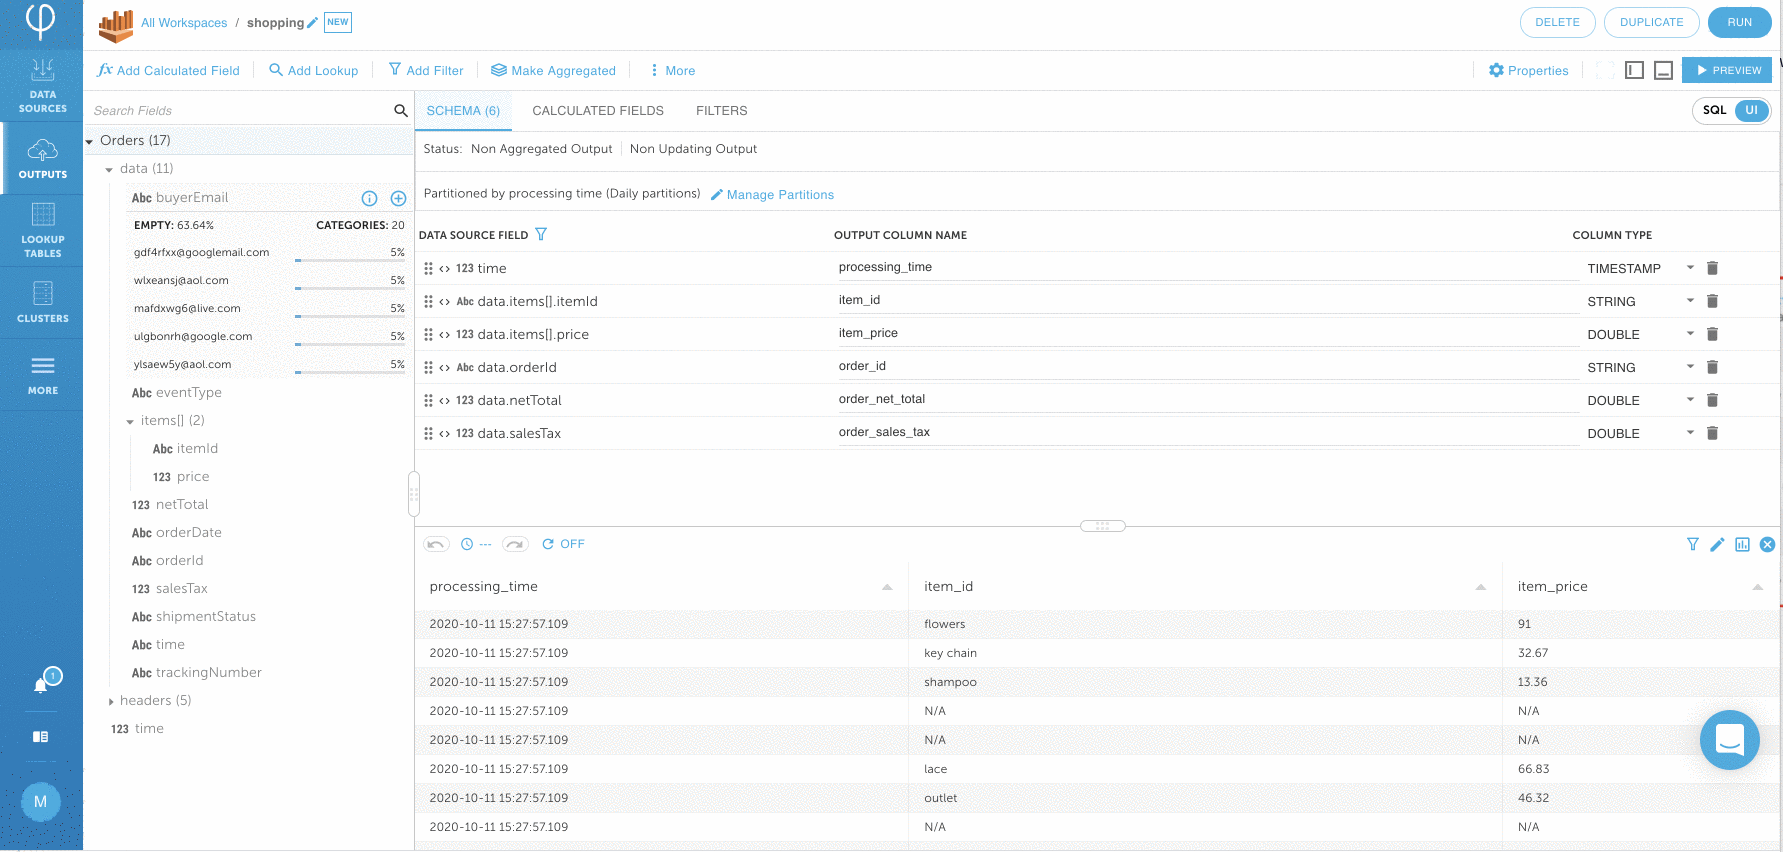 All Workspaces / shopping NEW
DELETE DUPLICATE RUN
fx Add Calculated Field Add Lookup Add Filter Make Aggregated More
Properties PREVIEW
DATA
SOURCES
OUTPUTS
LOOKUP
TABLES
CLUSTERS
MORE
1
M
Search Fields
Orders (17)
data (11)
Abc buyerEmail
EMPTY: 63.64% CATEGORIES: 20
gdf4rfxx@googlemail.com 5%
wlxeansj@aol.com 5%
mafdxwg6@live.com 5%
ulgbonrh@google.com 5%
ylsaew5y@aol.com 5%
Abc eventType
items[] (2)
Abc itemId
123 price
123 netTotal
Abc orderDate
Abc orderId
123 salesTax
Abc shipmentStatus
Abc time
Abc trackingNumber
headers (5)
123 time
SCHEMA (6) CALCULATED FIELDS FILTERS
SQL UI
Status: Non Aggregated Output Non Updating Output
Partitioned by processing time (Daily partitions) Manage Partitions
DATA SOURCE FIELD OUTPUT COLUMN NAME COLUMN TYPE
<> 123 time processing_time TIMESTAMP
<> Abc data.items[].itemId item_id STRING
<> 123 data.items[].price item_price DOUBLE
<> Abc data.orderId order_id STRING
<> 123 data.netTotal order_net_total DOUBLE
<> 123 data.salesTax order_sales_tax DOUBLE
--- OFF
processing_time item_id item_price
2020-10-11 15:27:57.109 flowers 91
2020-10-11 15:27:57.109 key chain 32.67
2020-10-11 15:27:57.109 shampoo 13.36
2020-10-11 15:27:57.109 N/A N/A
2020-10-11 15:27:57.109 N/A N/A
2020-10-11 15:27:57.109 lace 66.83
2020-10-11 15:27:57.109 outlet 46.32
2020-10-11 15:27:57.109 N/A N/A